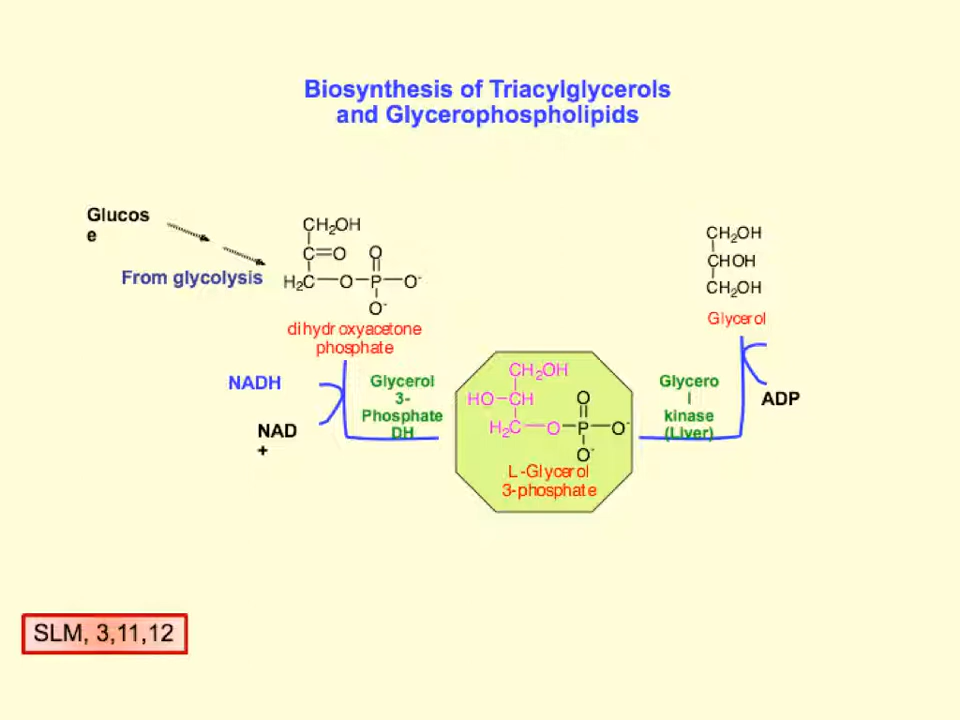 Biosynthesis of Triacylglycerols
and Glycerophospholipids
Glucos
e
From glycolysis
CH2OH
C=O
H2C—O—P—O-
O
O-
dihydroxyacetone
phosphate
CH2OH
CHOH
CH2OH
Glycerol
NADH
NAD
+
Glycerol
3-
Phosphate
DH
CH2OH
HO—CH
H2C—O—P—O-
O
O-
L-Glycerol
3-phosphate
Glycero
l
kinase
(Liver)
ADP
SLM, 3,11,12